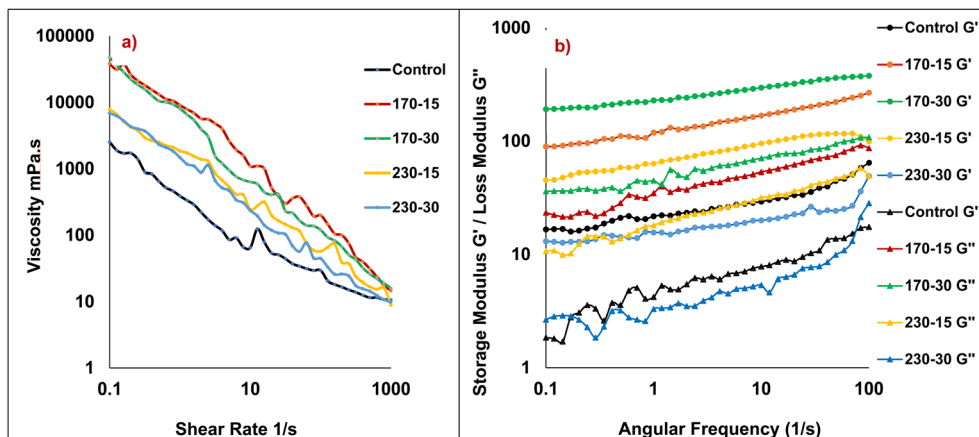 a)
100000
10000
1000
100
10
1
0.1
10
1000
Viscosity mPa.s
Shear Rate 1/s
Control
170-15
170-30
230-15
230-30
b)
1000
100
10
1
0.1
1
10
100
Storage Modulus G' / Loss Modulus G"
Angular Frequency (1/s)
Control G'
170-15 G'
170-30 G'
230-15 G'
230-30 G'
Control G"
170-15 G"
170-30 G"
230-15 G"
230-30 G"